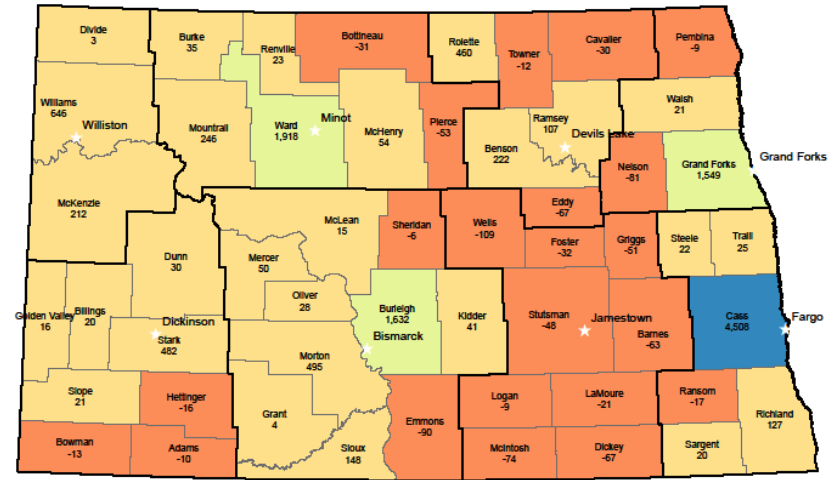 Divide
3
Burke
35
Renville
23
Bottineau
-31
Rolette
460
Towner
-12
Cavalier
-30
Pembina
-9
Williams
646
Williston
Mountrail
246
Ward
1,918
Minot
McHenry
54
Pierce
-53
Benson
222
Ramsey
107
Devils Lake
Walsh
21
Nelson
-81
Grand Forks
1,549
Grand Forks
McKenzie
212
McLean
15
Sheridan
-6
Wells
-109
Eddy
-67
Foster
-32
Griggs
-51
Steele
22
Traill
25
Dunn
30
Mercer
50
Oliver
28
Golden Valley
16
Billings
20
Dickinson
Stark
482
Burleigh
1,632
Bismarck
Kidder
41
Stutsman
-48
Jamestown
Barnes
-63
Cass
4,508
Fargo
Morton
495
Slope
21
Hettinger
-16
Grant
4
Emmons
-90
Logan
-9
LaMoure
-21
Ransom
-17
Richland
127
Bowman
-13
Adams
-10
Sioux
148
McIntosh
-74
Dickey
-67
Sargent
20